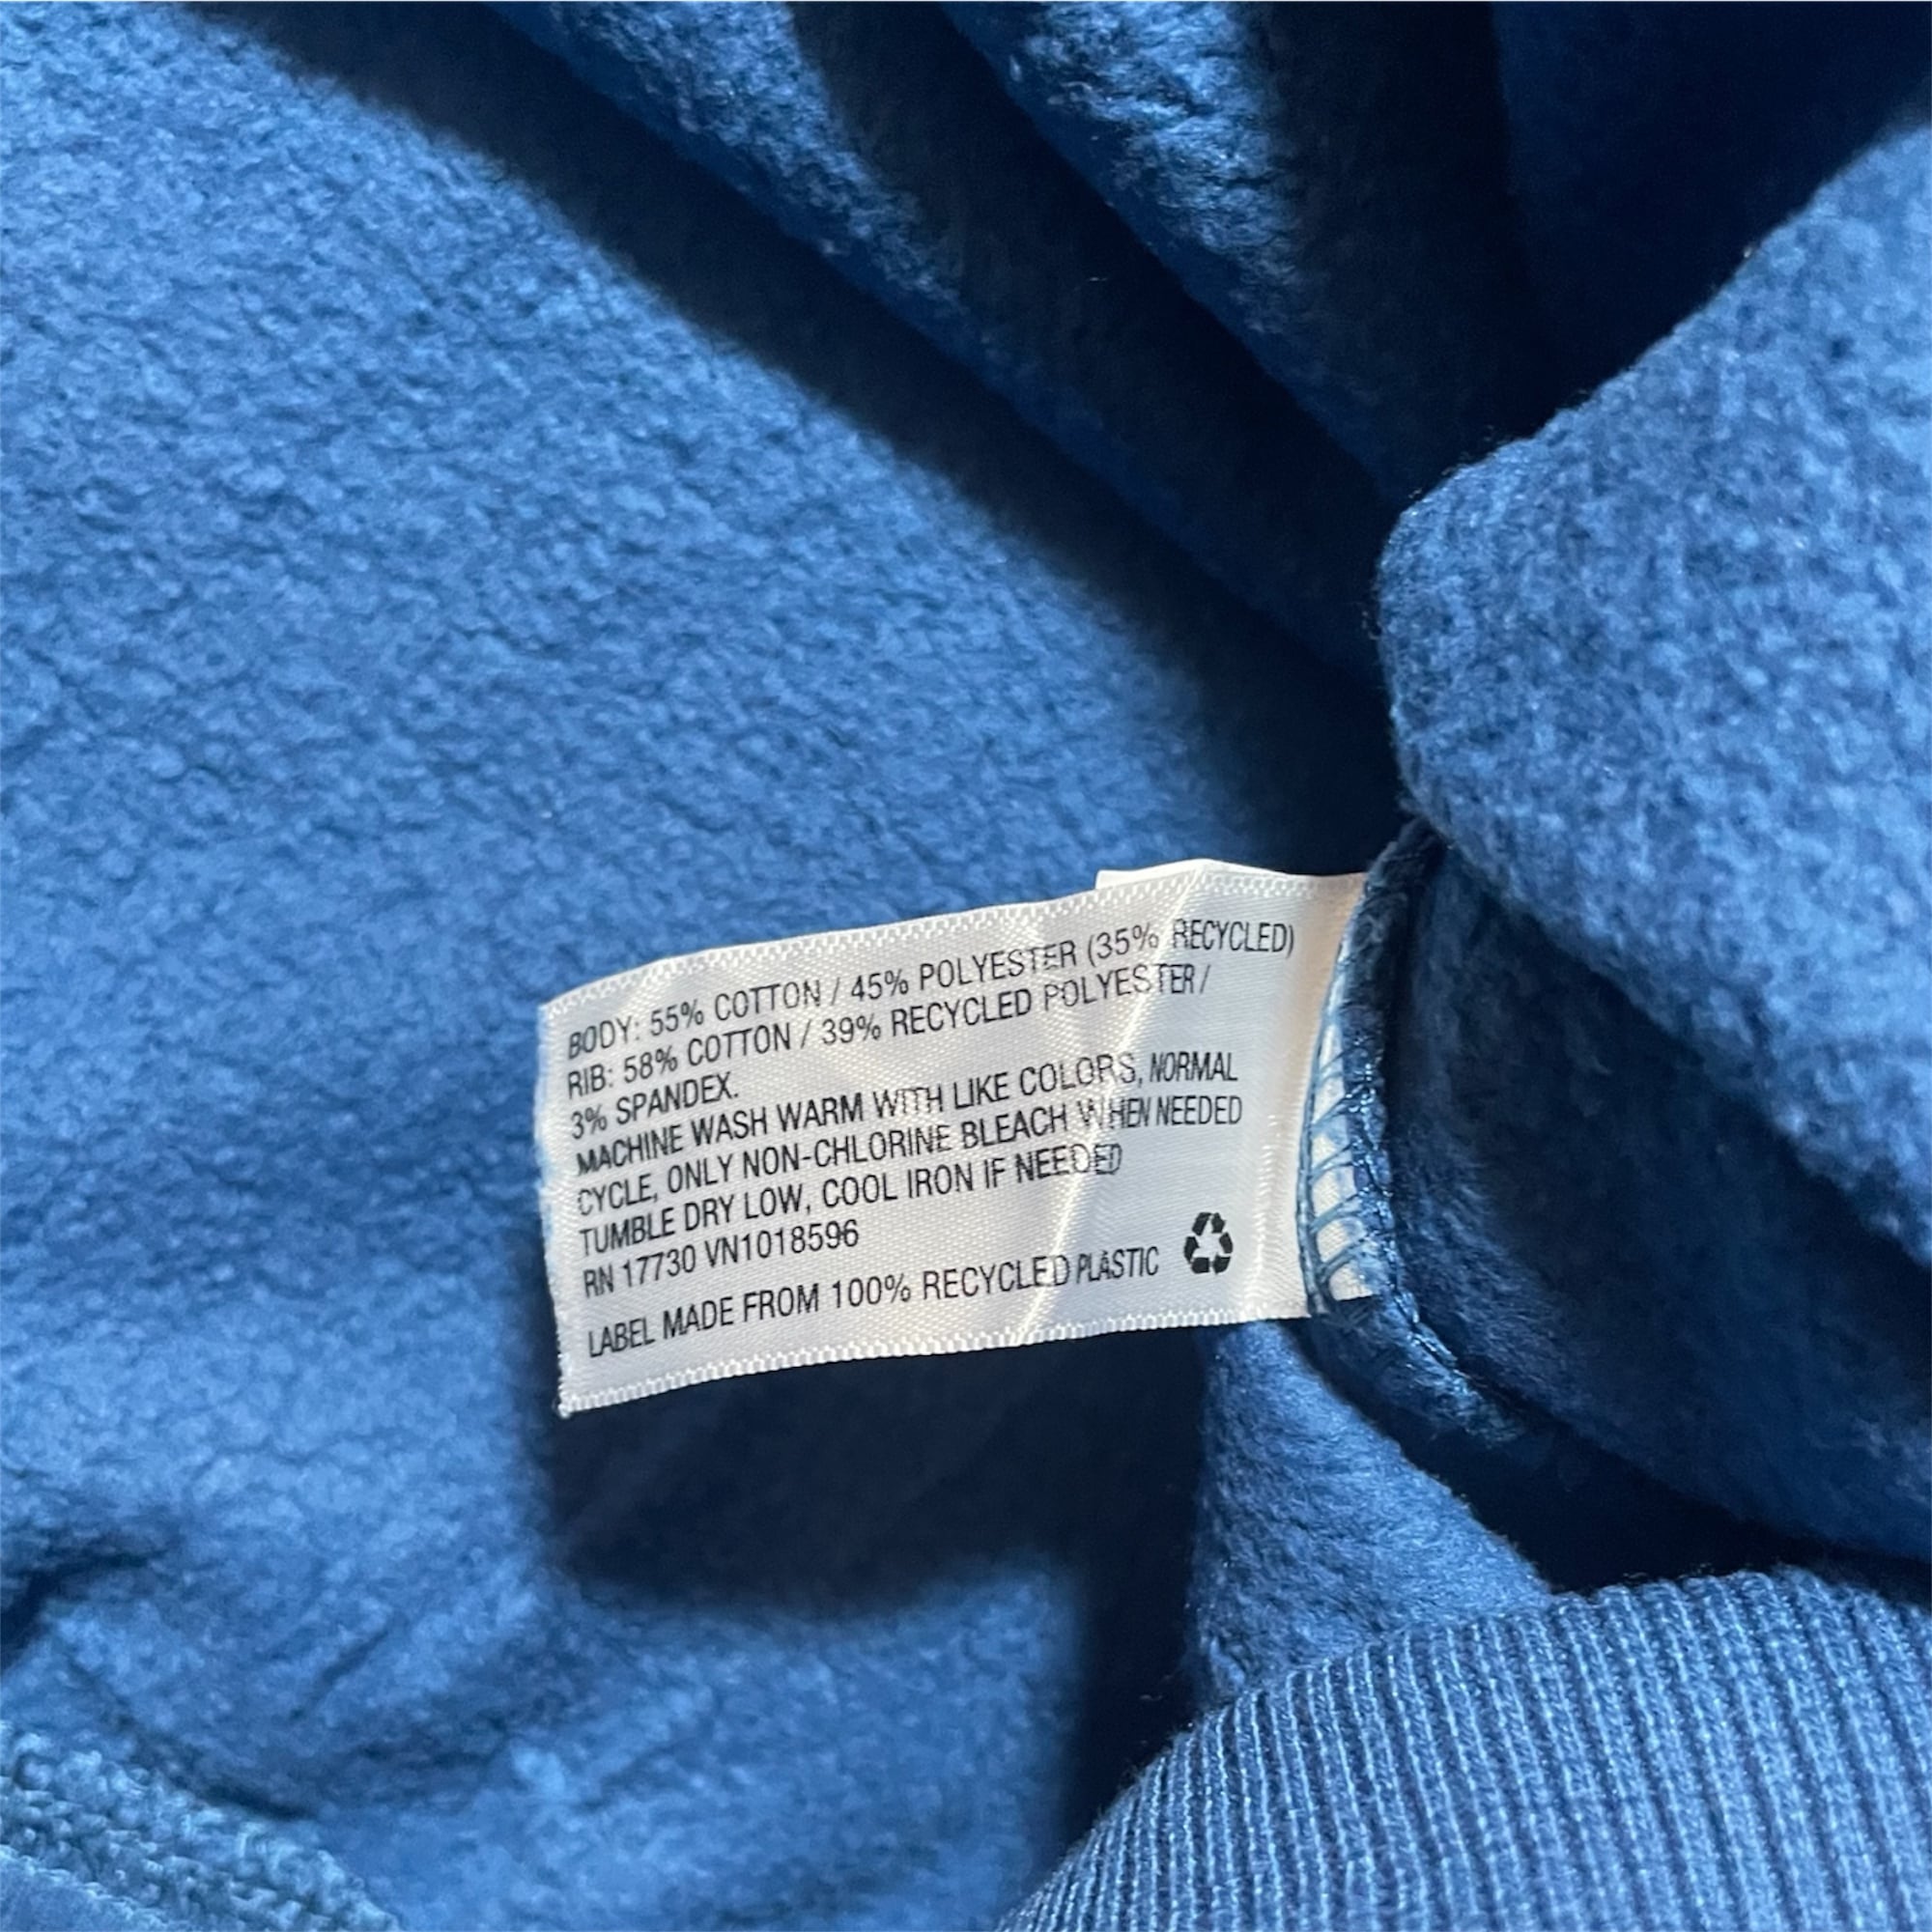 BODY: 55% COTTON / 45% POLYESTER (35% RECYCLED)
RIB: 58% COTTON / 39% RECYCLED POLYESTER /
3% SPANDEX.
MACHINE WASH WARM WITH LIKE COLORS, NORMAL
CYCLE, ONLY NON-CHLORINE BLEACH WHEN NEEDED
TUMBLE DRY LOW, COOL IRON IF NEEDED
RN 17730 VN1018596
LABEL MADE FROM 100% RECYCLED PLASTIC